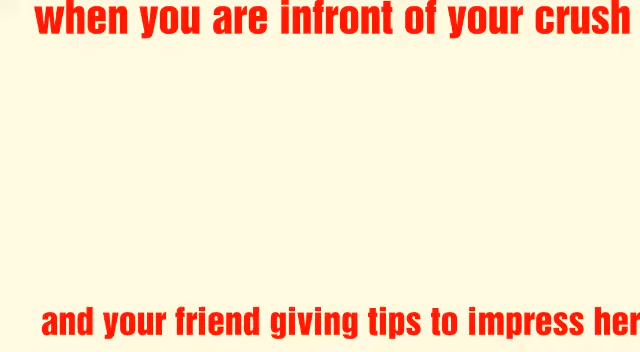 when you are infront of your crush
and your friend giving tips to impress her